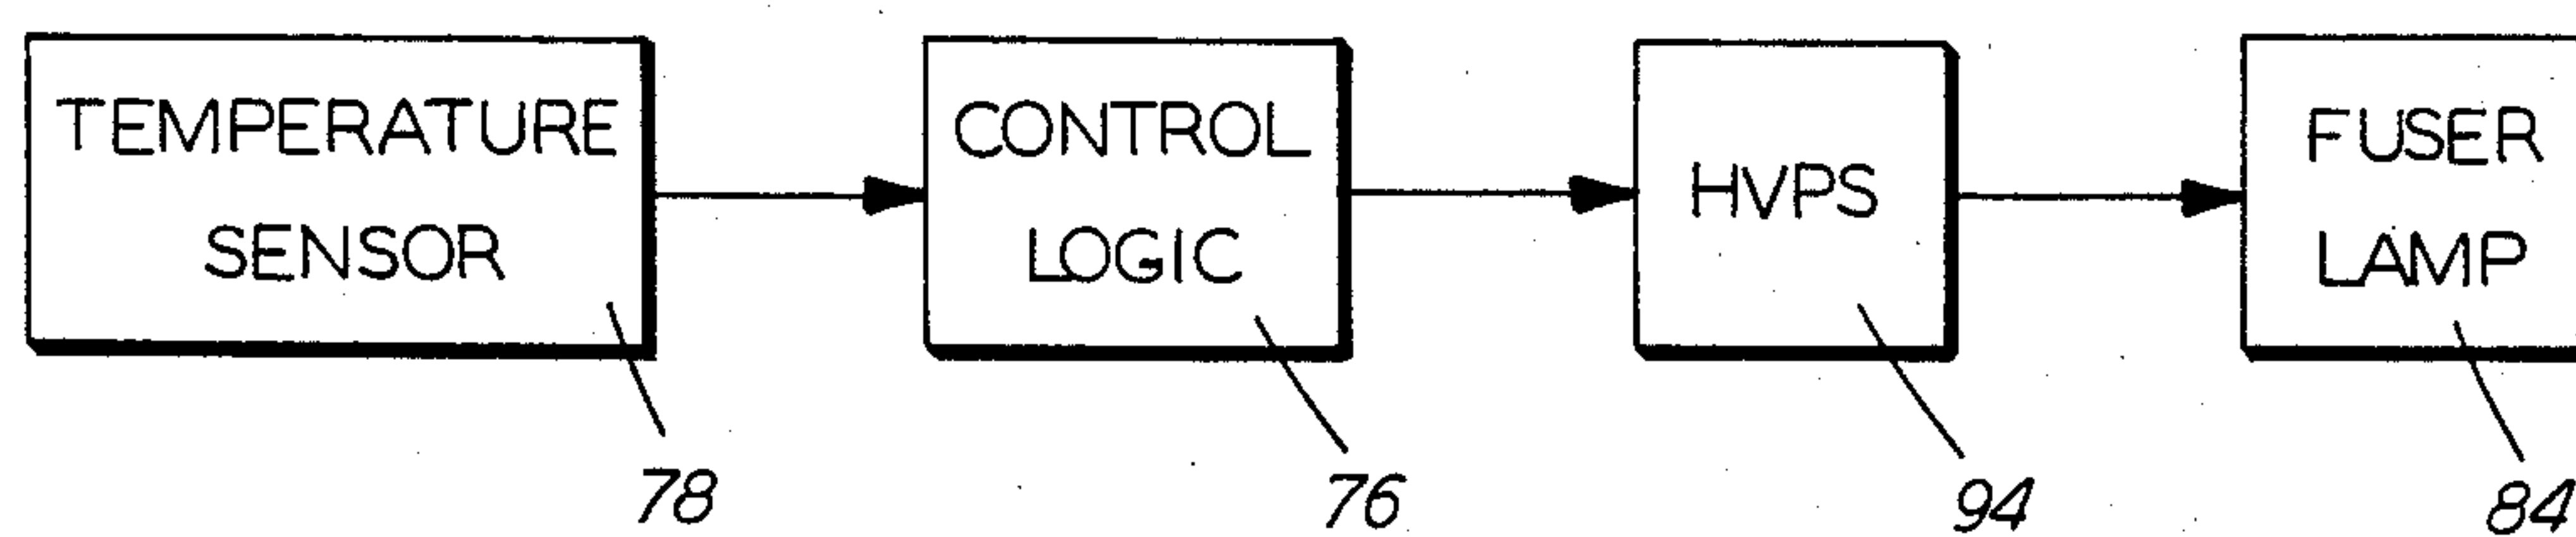 TEMPERATURE
SENSOR
CONTROL
LOGIC
HVPS
FUSER
LAMP
78
76
94
84